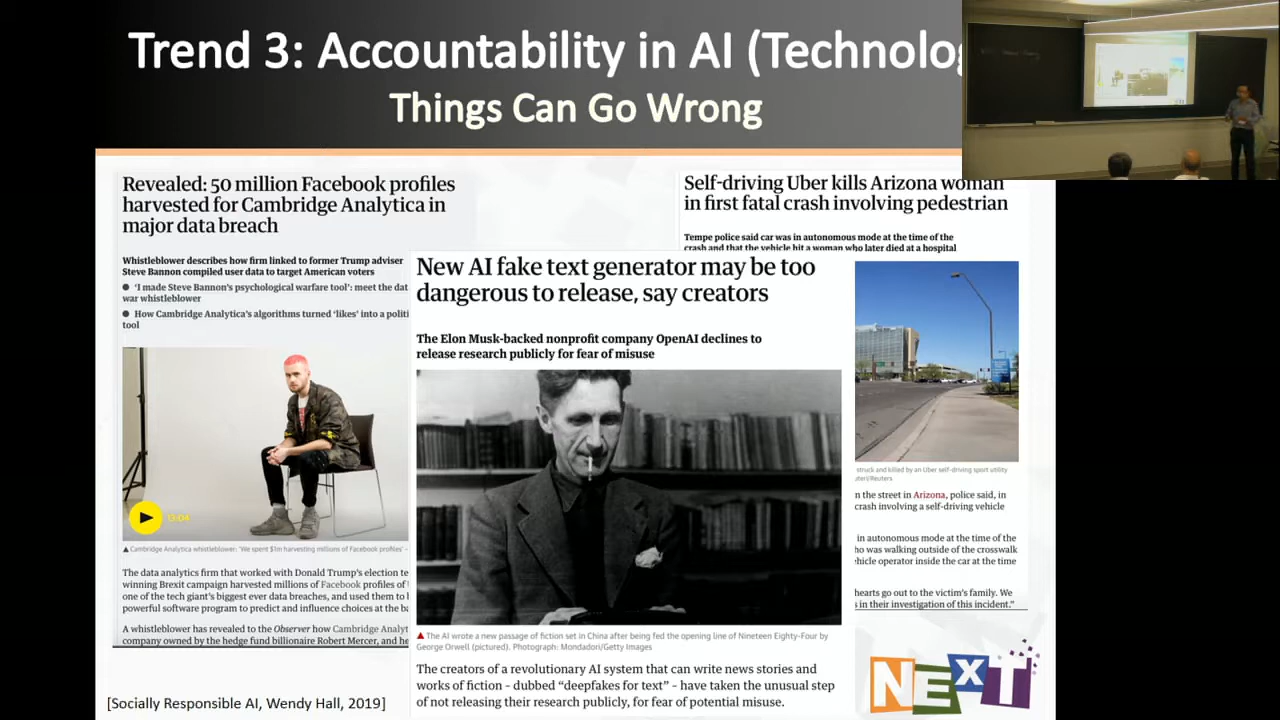 Trend 3: Accountability in AI (Technolog
Things Can Go Wrong
Revealed: 50 million Facebook profiles
harvested for Cambridge Analytica in
major data breach
Whistleblower describes how firm linked to former Trump adviser
Steve Bannon compiled user data to target American voters
● 'I made Steve Bannon's psychological warfare tool': meet the dat
war whistleblower
● How Cambridge Analytica's algorithms turned 'likes' into a politi
tool
13:04
▲ Cambridge Analytica whistleblower: 'We spent $1m harvesting millions of Facebook profiles' –
The data analytics firm that worked with Donald Trump's election te
winning Brexit campaign harvested millions of Facebook profiles of
one of the tech giant's biggest ever data breaches, and used them to b
powerful software program to predict and influence choices at the ba
A whistleblower has revealed to the Observer how Cambridge Analyt
company owned by the hedge fund billionaire Robert Mercer, and he
New AI fake text generator may be too
dangerous to release, say creators
The Elon Musk-backed nonprofit company OpenAI declines to
release research publicly for fear of misuse
▲ The AI wrote a new passage of fiction set in China after being fed the opening line of Nineteen Eighty-Four by
George Orwell (pictured). Photograph: Mondadori/Getty Images
The creators of a revolutionary AI system that can write news stories and
works of fiction – dubbed "deepfakes for text" – have taken the unusual step
of not releasing their research publicly, for fear of potential misuse.
Self-driving Uber kills Arizona woman
in first fatal crash involving pedestrian
Tempe police said car was in autonomous mode at the time of the
crash and that the vehicle hit a woman who later died at a hospital
struck and killed by an Uber self-driving sport utility
uters/Reuters
n the street in Arizona, police said, in
crash involving a self-driving vehicle
in autonomous mode at the time of the
ho was walking outside of the crosswalk
ehicle operator inside the car at the time
hearts go out to the victim's family. We
s in their investigation of this incident."
NEXT
[Socially Responsible AI, Wendy Hall, 2019]